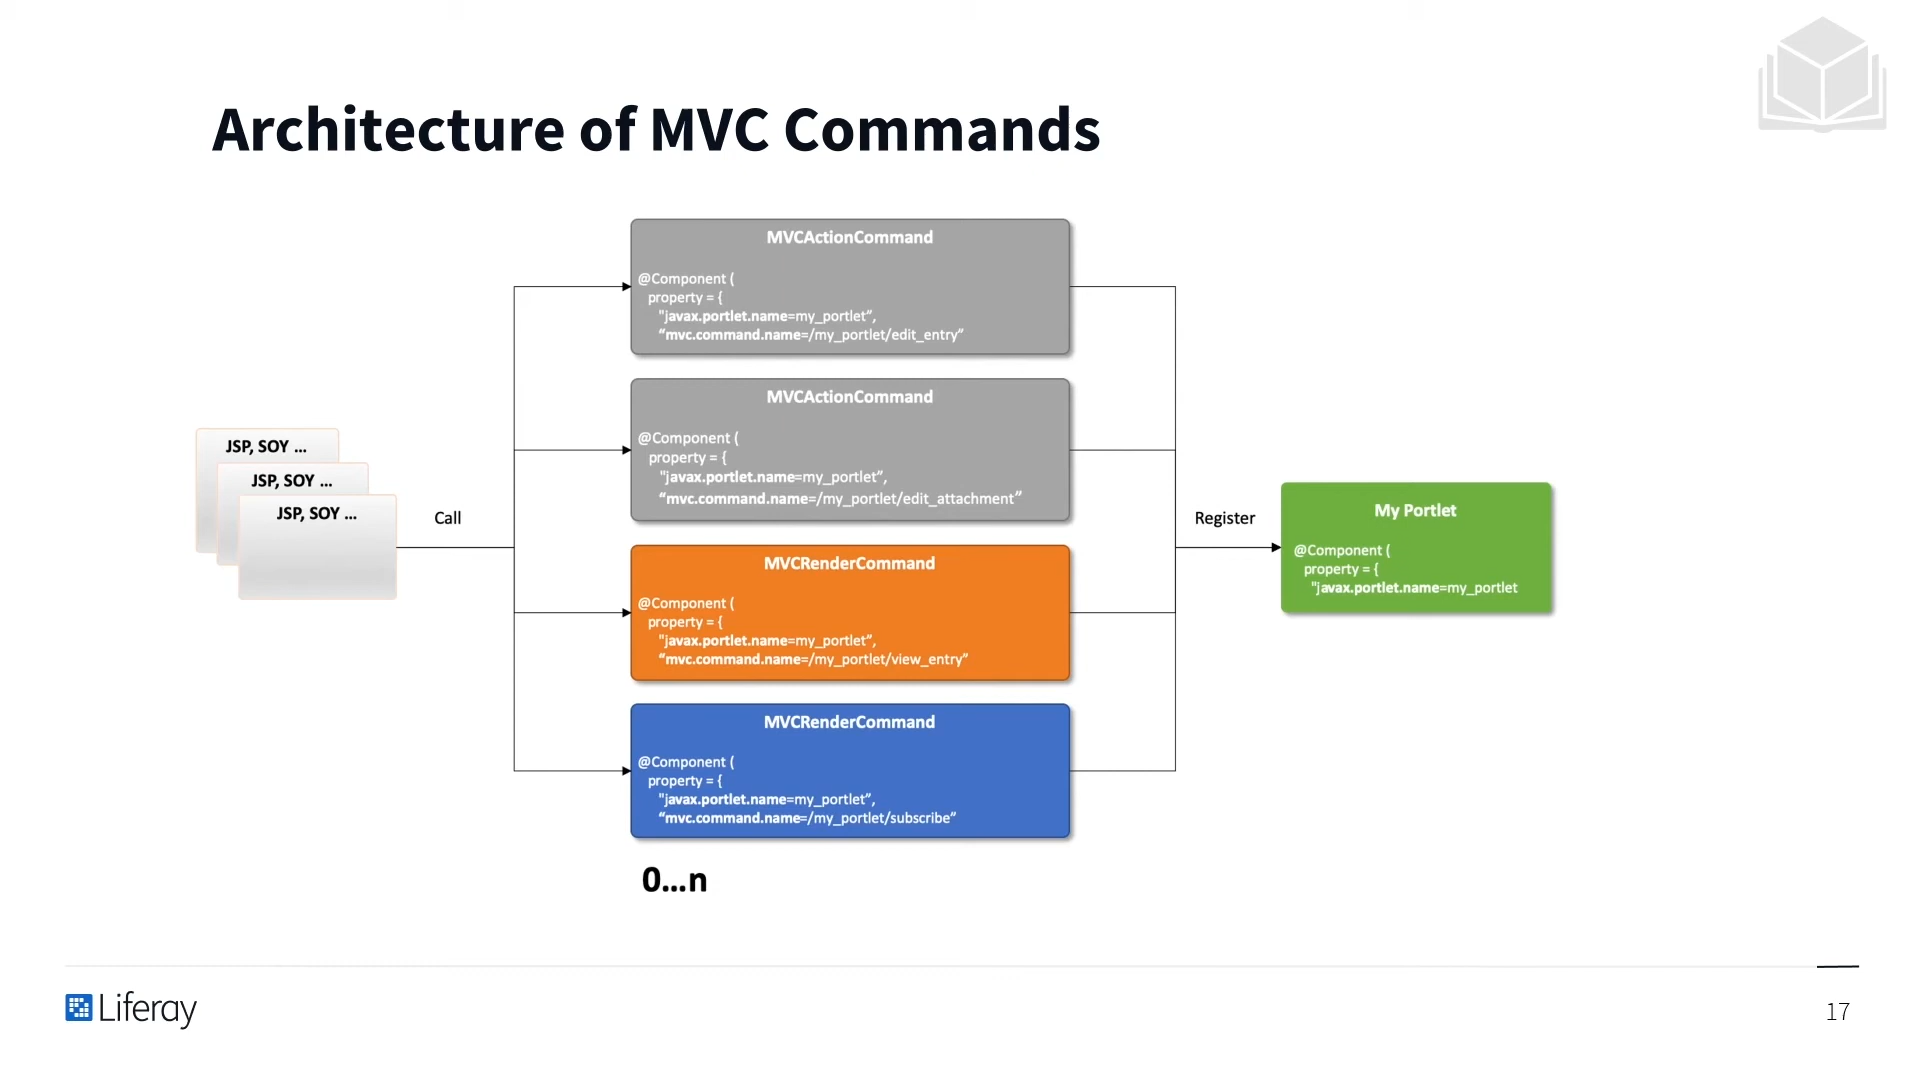 Architecture of MVC Commands
JSP, SOY ...
JSP, SOY ...
JSP, SOY ...
Call
MVCActionCommand
@Component (
property = {
"javax.portlet.name=my_portlet”,
“mvc.command.name=/my_portlet/edit_entry”
MVCActionCommand
@Component (
property = {
"javax.portlet.name=my_portlet”,
“mvc.command.name=/my_portlet/edit_attachment”
MVCRenderCommand
@Component (
property = {
"javax.portlet.name=my_portlet”,
“mvc.command.name=/my_portlet/view_entry”
MVCRenderCommand
@Component (
property = {
"javax.portlet.name=my_portlet”,
“mvc.command.name=/my_portlet/subscribe”
0...n
Register
My Portlet
@Component (
property = {
"javax.portlet.name=my_portlet
Liferay
17